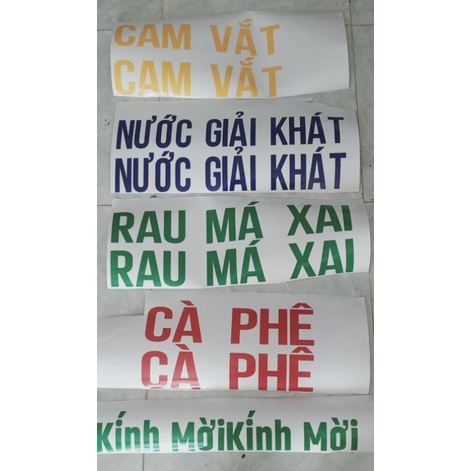 CAM VẮT
CAM VẮT
NƯỚC GIẢI KHÁT
NƯỚC GIẢI KHÁT
RAU MÁ XAI
RAU MÁ XAI
CÀ PHÊ
CÀ PHÊ
Kính MờiKính Mời